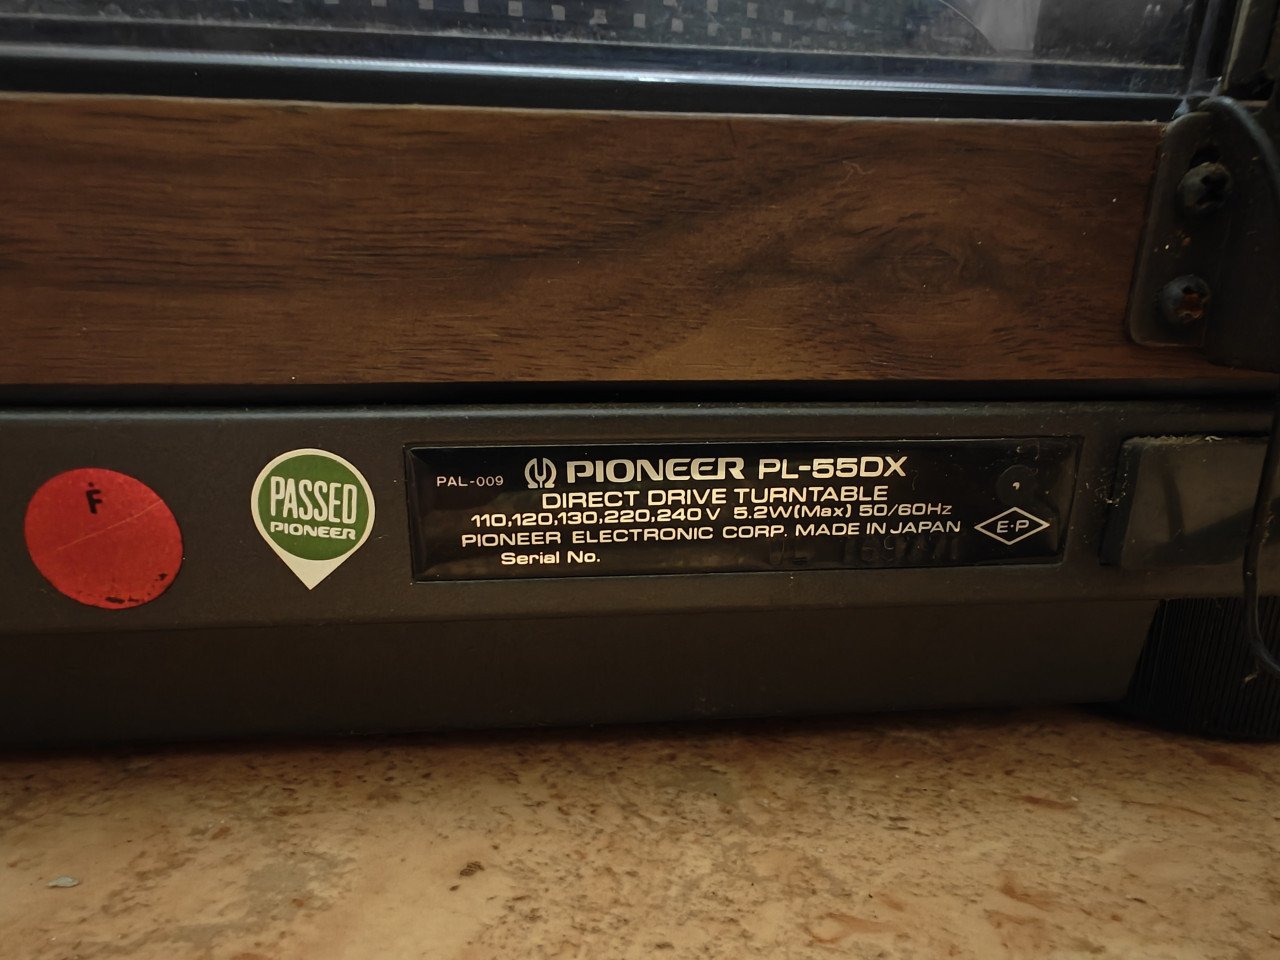 F
PASSED
PIONEER
PAL-009 PIONEER PL-55DX
DIRECT DRIVE TURNTABLE
110,120,130,220,240V 5.2W(Max) 50/60Hz
PIONEER ELECTRONIC CORP. MADE IN JAPAN
Serial No.
E·P